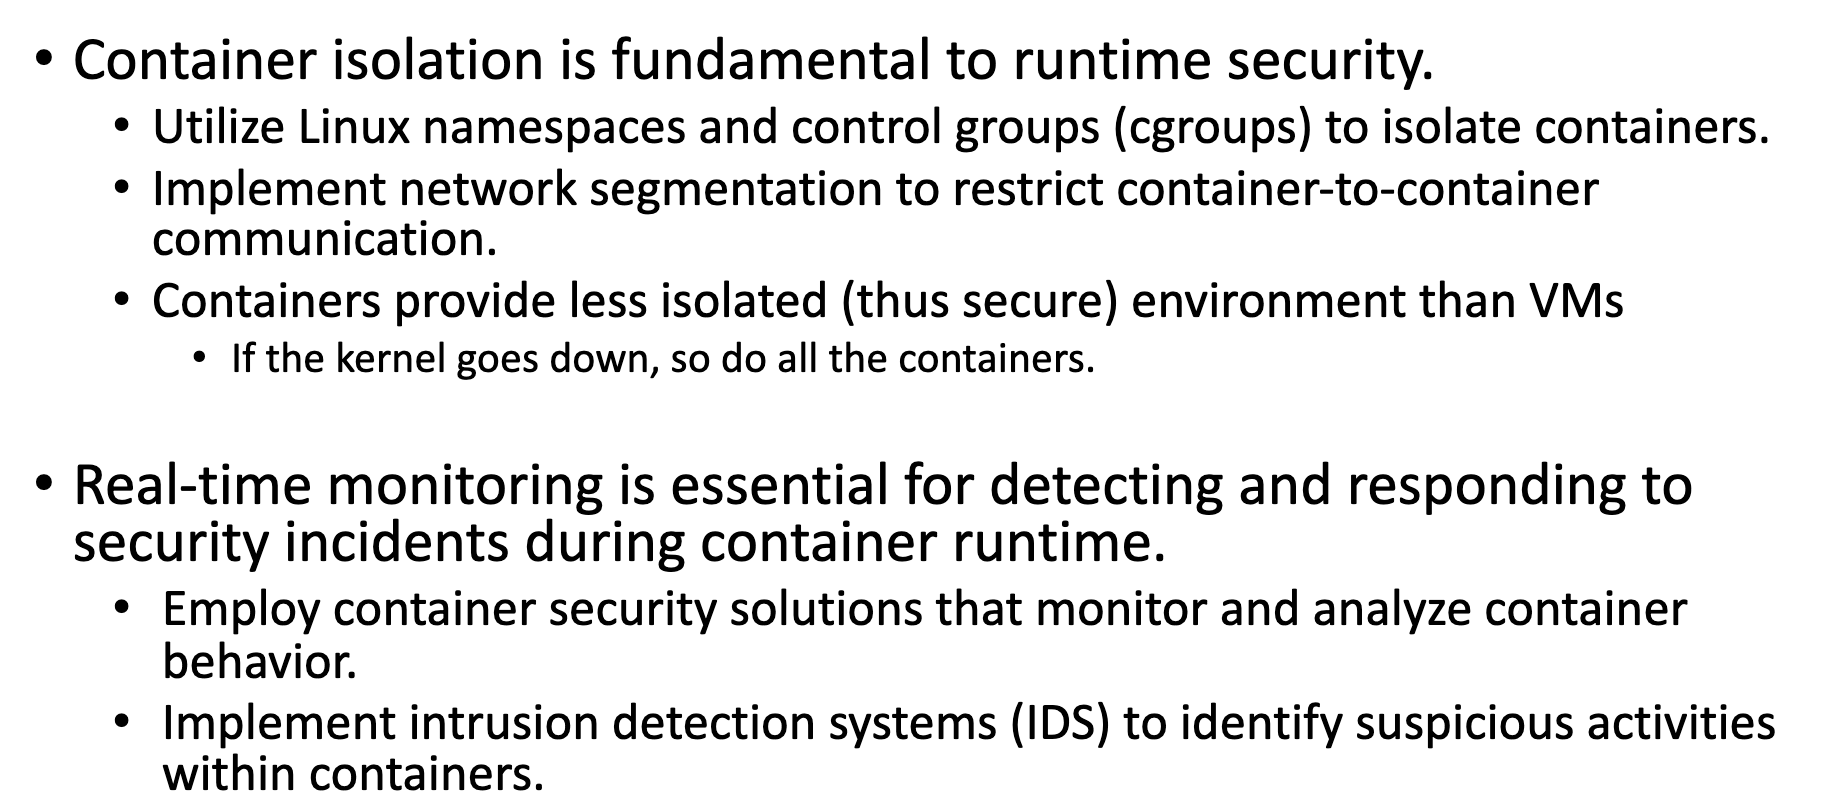 • Container isolation is fundamental to runtime security.
• Utilize Linux namespaces and control groups (cgroups) to isolate containers.
• Implement network segmentation to restrict container-to-container
communication.
• Containers provide less isolated (thus secure) environment than VMs
• If the kernel goes down, so do all the containers.
• Real-time monitoring is essential for detecting and responding to
security incidents during container runtime.
• Employ container security solutions that monitor and analyze container
behavior.
• Implement intrusion detection systems (IDS) to identify suspicious activities
within containers.